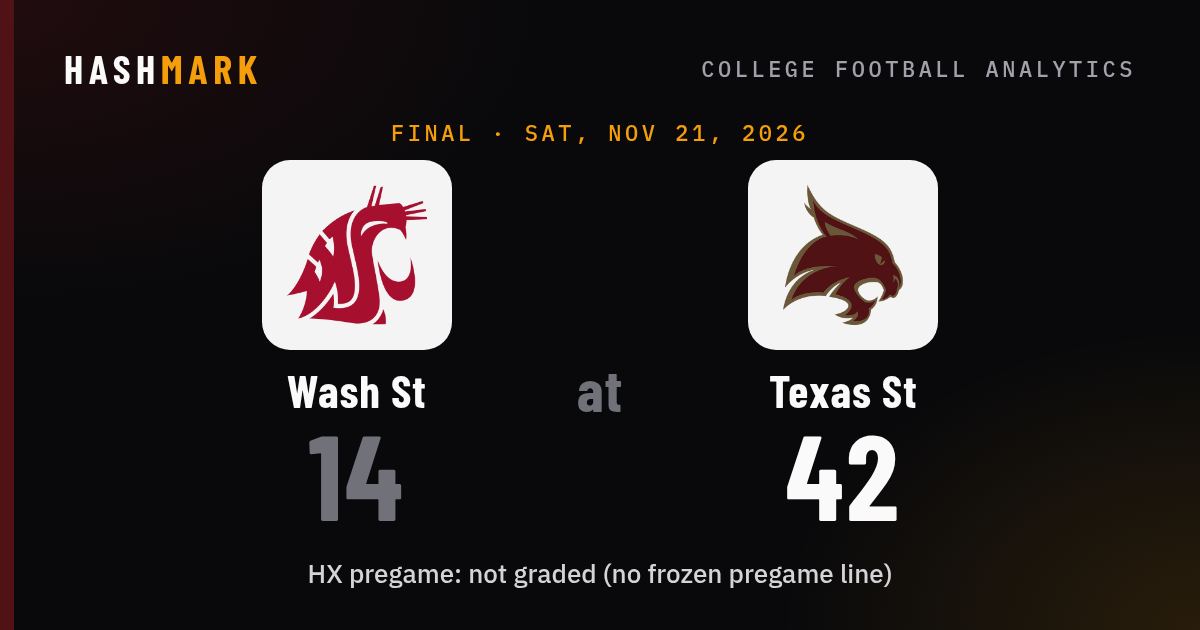 HASHMARK
COLLEGE FOOTBALL ANALYTICS
FINAL · SAT, NOV 21, 2026
Wash St
at
Texas St
14
42
HX pregame: not graded (no frozen pregame line)